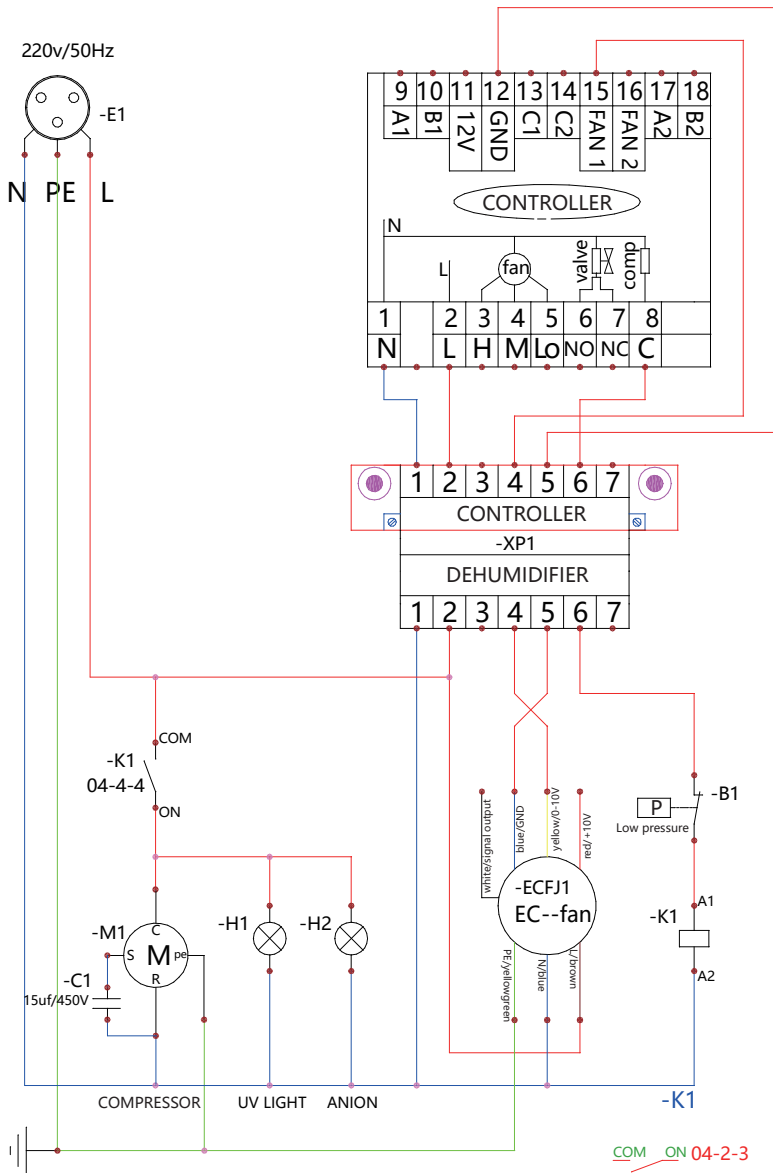 220v/50Hz
-E1
N PE L
9 10 11 12 13 14 15 16 17 18
A1 B1 12V GND C1 C2 FAN 1 FAN 2 A2 B2
CONTROLLER
N
L
fan
valve
comp
1 2 3 4 5 6 7 8
N L H M Lo NO NC C
1 2 3 4 5 6 7
CONTROLLER
-XP1
DEHUMIDIFIER
1 2 3 4 5 6 7
COM
-K1
04-4-4
ON
white/signal output
blue/GND
yellow/0-10V
red/+10V
-B1
P
Low pressure
-ECFJ1
EC--fan
A1
-K1
A2
-M1
C
S M pe
R
-C1
15uf/450V
-H1
-H2
PE/yellowgreen
N/blue
L/brown
COMPRESSOR UV LIGHT ANION
-K1
COM ON 04-2-3